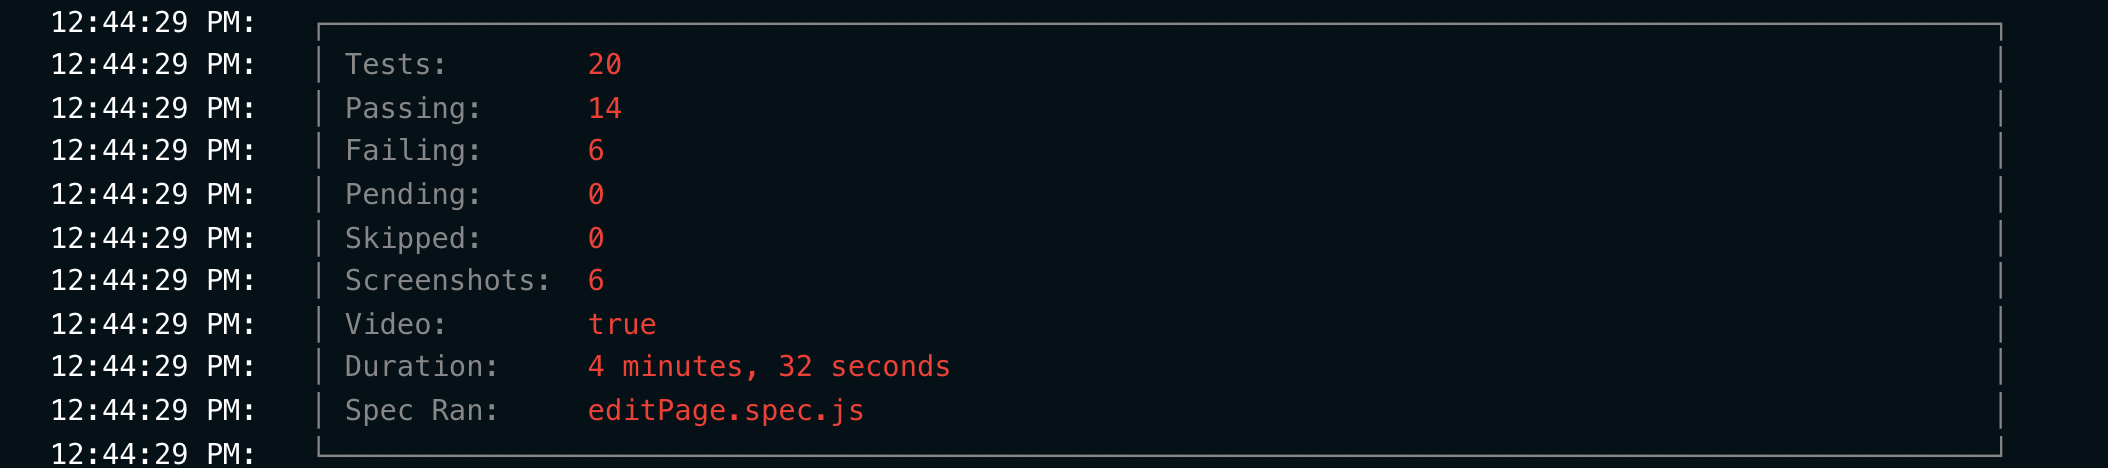 12:44:29 PM:
12:44:29 PM: Tests: 20
12:44:29 PM: Passing: 14
12:44:29 PM: Failing: 6
12:44:29 PM: Pending: 0
12:44:29 PM: Skipped: 0
12:44:29 PM: Screenshots: 6
12:44:29 PM: Video: true
12:44:29 PM: Duration: 4 minutes, 32 seconds
12:44:29 PM: Spec Ran: editPage.spec.js
12:44:29 PM: